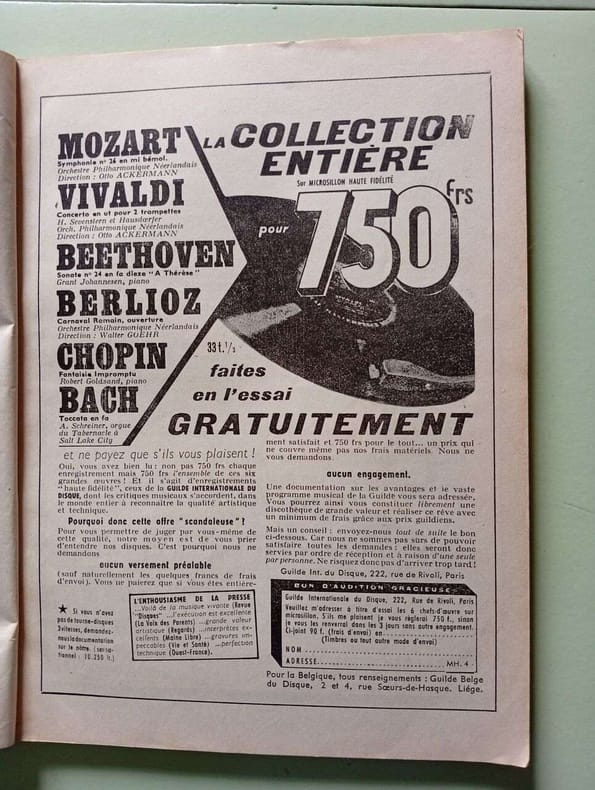 MOZART
Symphonie n° 26 en mi bémol.
Orchestre Philharmonique Néerlandais
Direction : Otto ACKERMANN
VIVALDI
Concerto en ut pour 2 trompettes
H. Sevenstern et Hausdoerfer
Orch. Philharmonique Néerlandais
Direction : Otto ACKERMANN
BEETHOVEN
Sonate n° 24 en fa dieze "A Thérèse"
Grant Johannesen, piano
BERLIOZ
Carnaval Romain, ouverture
Orchestre Philharmonique Néerlandais
Direction : Walter GOEHR
CHOPIN
Fantaisie Impromptu
Robert Goldsand, piano
BACH
Toccata en fa
A. Schreiner, orgue
du Tabernacle à
Salt Lake City
LA COLLECTION
ENTIÈRE
Sur MICROSILLON HAUTE FIDÉLITÉ
pour 750 frs
33 t. 1/3
faites
en l'essai
GRATUITEMENT
et ne payez que s'ils vous plaisent !
Oui, vous avez bien lu : non pas 750 frs chaque
enregistrement mais 750 frs l'ensemble de ces six
grandes œuvres ! Et il s'agit d'enregistrements
"haute fidélité", ceux de la GUILDE INTERNATIONALE DU
DISQUE, dont les critiques musicaux s'accordent, dans
le monde entier à reconnaître la qualité artistique
et technique.
Pourquoi donc cette offre "scandaleuse" ?
Pour vous permettre de juger par vous-même de
cette qualité, notre moyen est de vous prier
d'entendre nos disques. C'est pourquoi nous ne
demandons
aucun versement préalable
(sauf naturellement les quelques francs de frais
d'envoi). Vous ne paierez que si vous êtes entière-
ment satisfait et 750 frs pour le tout... un prix qui
ne couvre même pas nos frais matériels. Nous ne
vous demandons
aucun engagement.
Une documentation sur les avantages et le vaste
programme musical de la Guilde vous sera adressée.
Vous pourrez ainsi vous constituer librement une
discothèque de grande valeur et réaliser ce rêve avec
un minimum de frais grâce aux prix guildiens.
Mais un conseil : envoyez-nous tout de suite le bon
ci-dessous. Car nous ne sommes pas sûrs de pouvoir
satisfaire toutes les demandes ; elles seront donc
servies par ordre de réception et à raison d'une seule
par personne. Ne risquez donc pas d'arriver trop tard !
Guilde Int. du Disque, 222, rue de Rivoli, Paris
★ Si vous n'avez
pas de tourne-disques
3 vitesses, demandez-
nous la documentation
sur le nôtre. (sensa-
tionnel : 10.250 fr.)
L'ENTHOUSIASME DE LA PRESSE
...Voilà de la musique vivante (Revue
"Disques") ...l'exécution est excellente
(La Voix des Parents) ...grande valeur
artistique (Regards) ...interprètes ex-
cellents (Maine Libre) ...gravures im-
peccables (Vie et Santé) ...perfection
technique (Ouest-France).
BON D'AUDITION GRACIEUSE
Guilde Internationale du Disque, 222, Rue de Rivoli, Paris
Veuillez m'adresser à titre d'essai les 6 chefs-d'œuvre sur
microsillon. S'ils me plaisent je vous réglerai 750 f., sinon
je vous les renverrai dans les 3 jours sans autre engagement.
Ci-joint 90 f. (frais d'envoi) en
(Timbres ou tout autre mode d'envoi)
NOM
ADRESSE
MH. 4
Pour la Belgique, tous renseignements : Guilde Belge
du Disque, 2 et 4, rue Sœurs-de-Hasque. Liége.